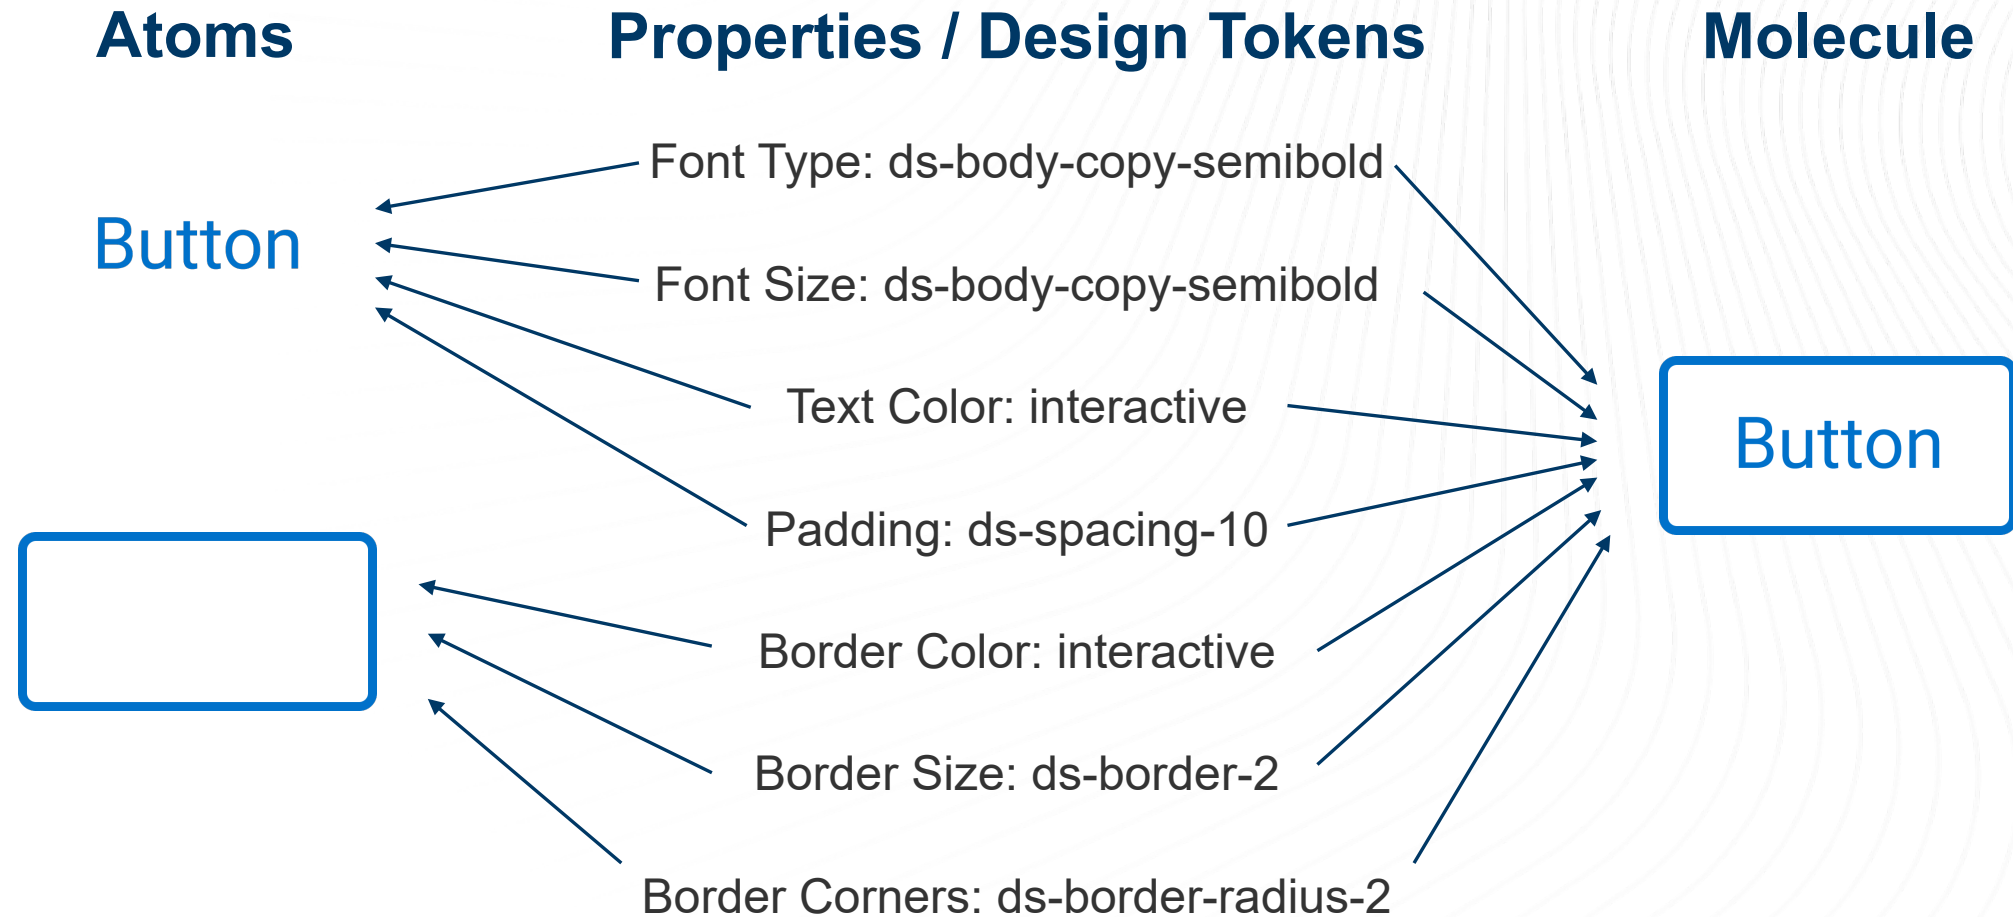 Atoms
Properties / Design Tokens
Molecule
Font Type: ds-body-copy-semibold
Button
Font Size: ds-body-copy-semibold
Text Color: interactive
Button
Padding: ds-spacing-10
Border Color: interactive
Border Size: ds-border-2
Border Corners: ds-border-radius-2